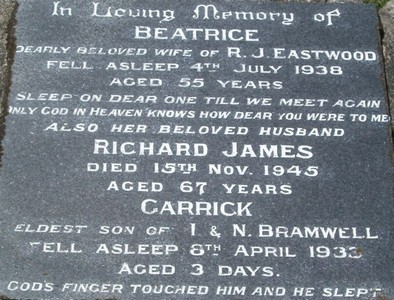 In Loving Memory of
BEATRICE
DEARLY BELOVED WIFE OF R. J. EASTWOOD
FELL ASLEEP 4TH JULY 1938
AGED 55 YEARS
SLEEP ON DEAR ONE TILL WE MEET AGAIN
ONLY GOD IN HEAVEN KNOWS HOW DEAR YOU WERE TO ME
ALSO HER BELOVED HUSBAND
RICHARD JAMES
DIED 15TH NOV. 1945
AGED 67 YEARS
GARRICK
ELDEST SON OF I & N. BRAMWELL
FELL ASLEEP 8TH APRIL 1933
AGED 3 DAYS.
GOD'S FINGER TOUCHED HIM AND HE SLEPT